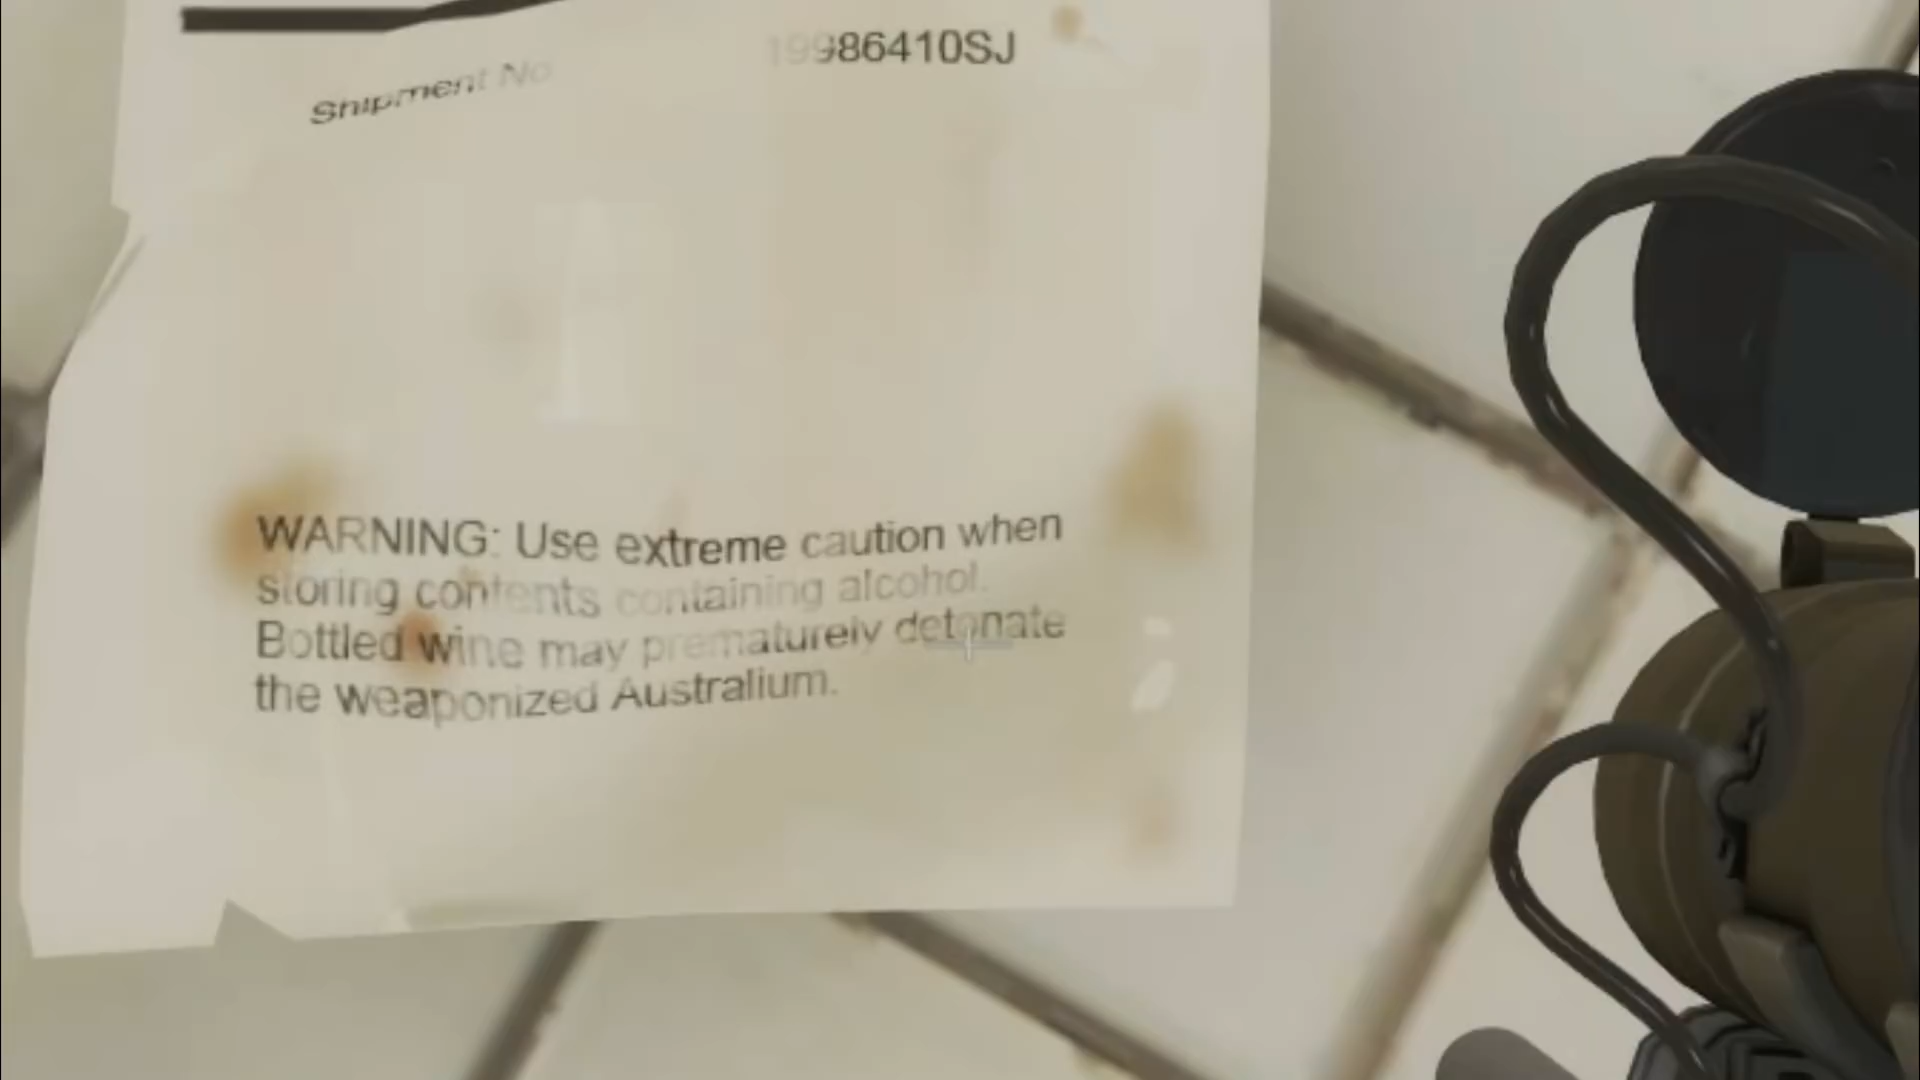 19986410SJ
Shipment No
WARNING: Use extreme caution when
storing contents containing alcohol.
Bottled wine may prematurely detonate
the weaponized Australium.